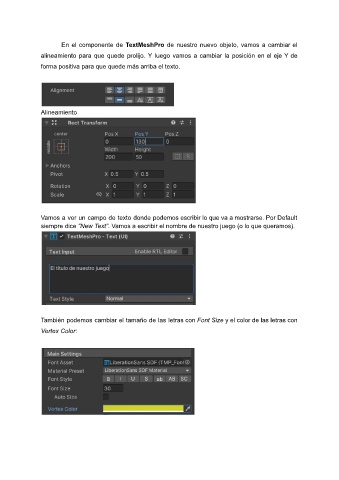 En el componente de TextMeshPro de nuestro nuevo objeto, vamos a cambiar el
alineamiento para que quede prolijo. Y luego vamos a cambiar la posición en el eje Y de
forma positiva para que quede más arriba el texto.
Alignment
Alineamiento
Rect Transform
center
Pos X Pos Y Pos Z
0 130 0
Width Height
200 50
Anchors
Pivot X 0.5 Y 0.5
Rotation X 0 Y 0 Z 0
Scale X 1 Y 1 Z 1
Vamos a ver un campo de texto donde podemos escribir lo que va a mostrarse. Por Default
siempre dice "New Text". Vamos a escribir el nombre de nuestro juego (o lo que queramos).
TextMeshPro - Text (UI)
Text Input Enable RTL Editor
El título de nuestro juego
Text Style Normal
También podemos cambiar el tamaño de las letras con Font Size y el color de las letras con
Vertex Color:
Main Settings
Font Asset LiberationSans SDF (TMP_Font
Material Preset LiberationSans SDF Material
Font Style B I U S ab AB SC
Font Size 30
Auto Size
Vertex Color